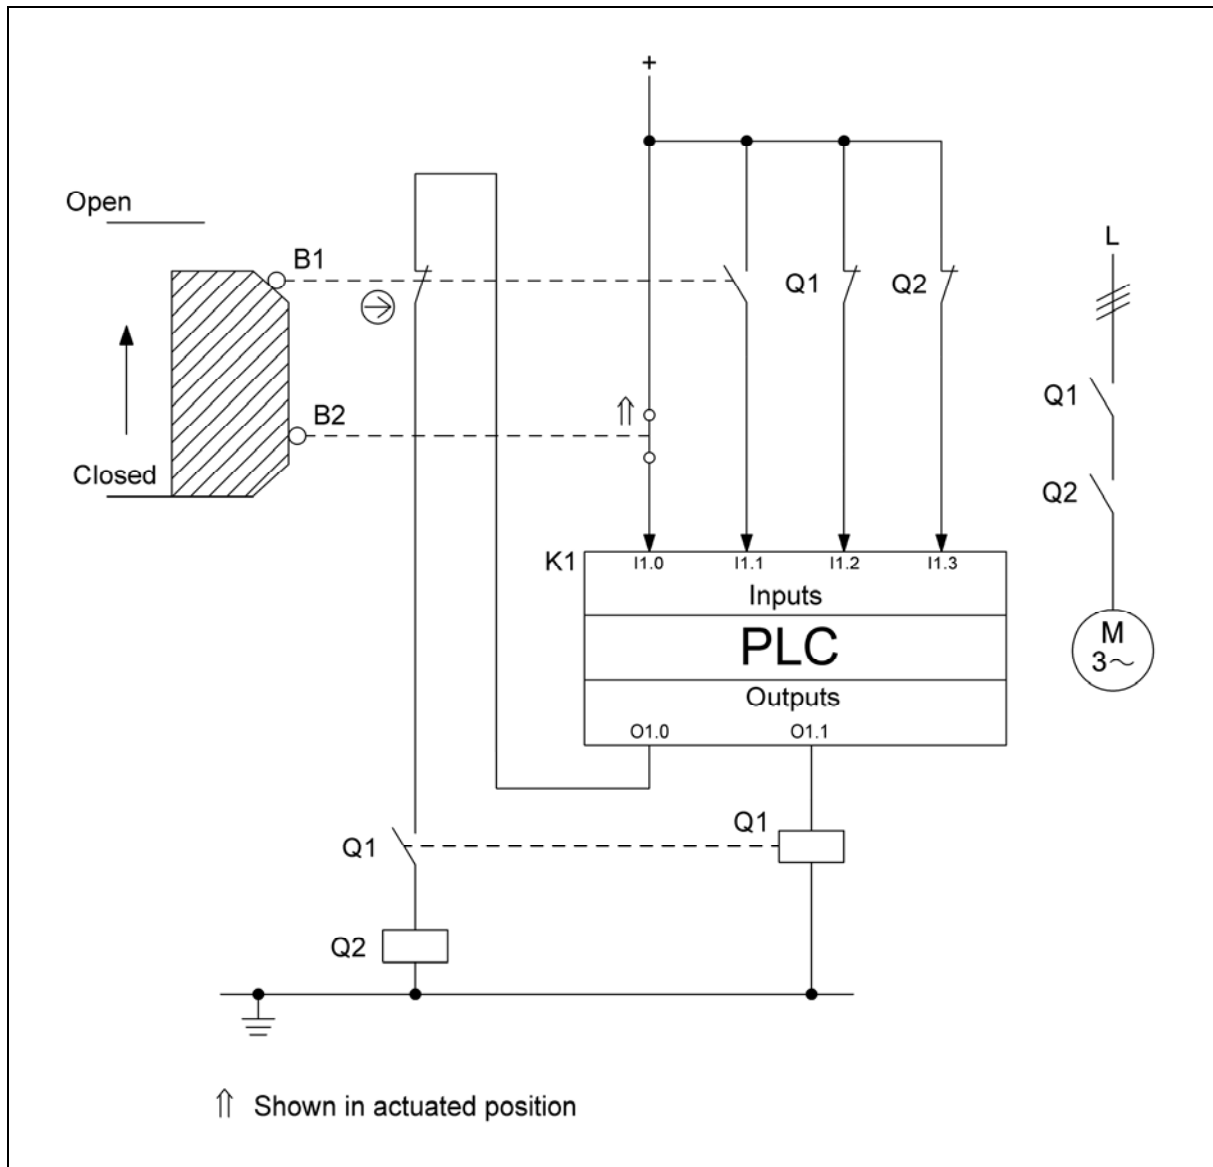 +
Open
L
B1
Q1
Q2
Q1
B2
Closed
Q2
K1
I1.0
I1.1
I1.2
I1.3
Inputs
PLC
M
3~
Outputs
O1.0
O1.1
Q1
Q1
Q2
⇑ Shown in actuated position